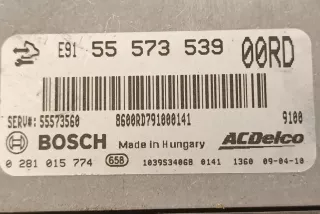 E91 55 573 539 00RD
SERV#: 55573560 8600RD791000141 9100
BOSCH Made in Hungary ACDelco
0 281 015 774 658 1039S34068 0141 1360 09-04-10